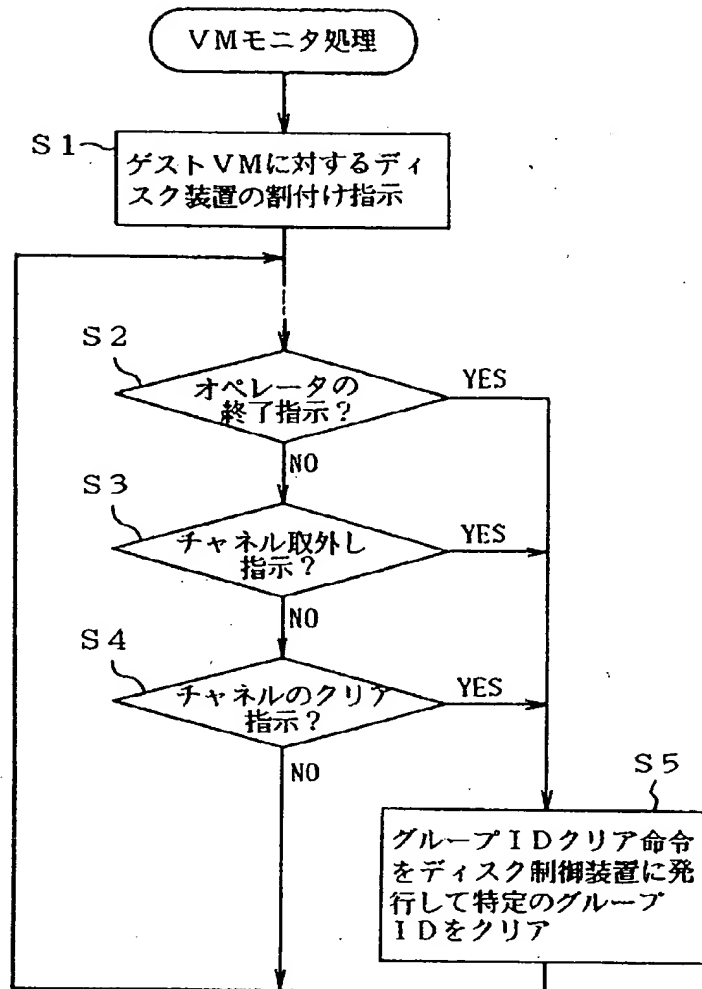 VMモニタ処理
S1
ゲストVMに対するディ
スク装置の割付け指示
S2
オペレータの
終了指示？
YES
NO
S3
チャネル取外し
指示？
YES
NO
S4
チャネルのクリア
指示？
YES
NO
S5
グループIDクリア命令
をディスク制御装置に発
行して特定のグループ
IDをクリア